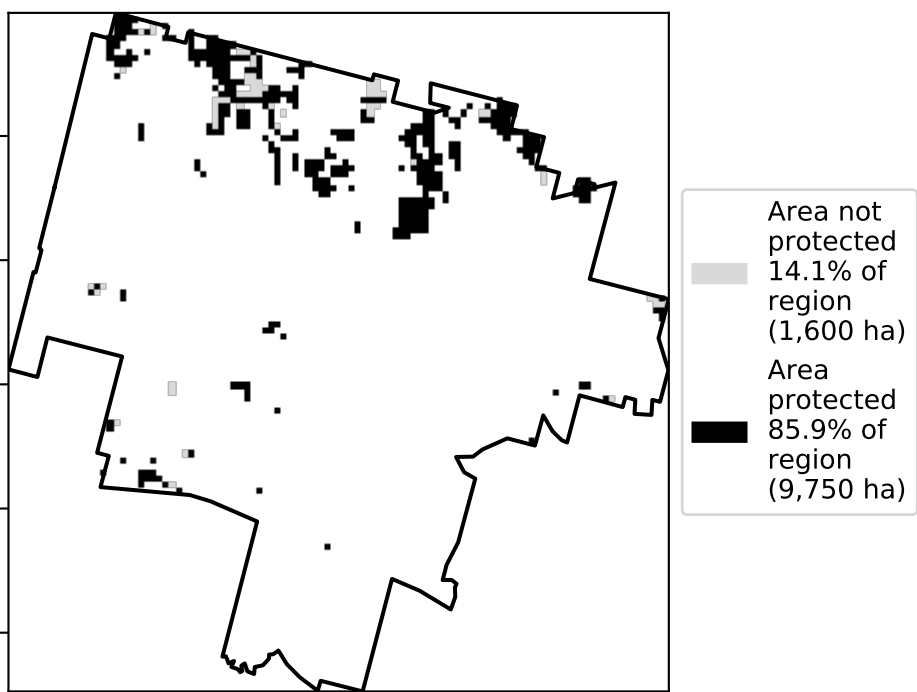 Area not
protected
14.1% of
region
(1,600 ha)
Area
protected
85.9% of
region
(9,750 ha)